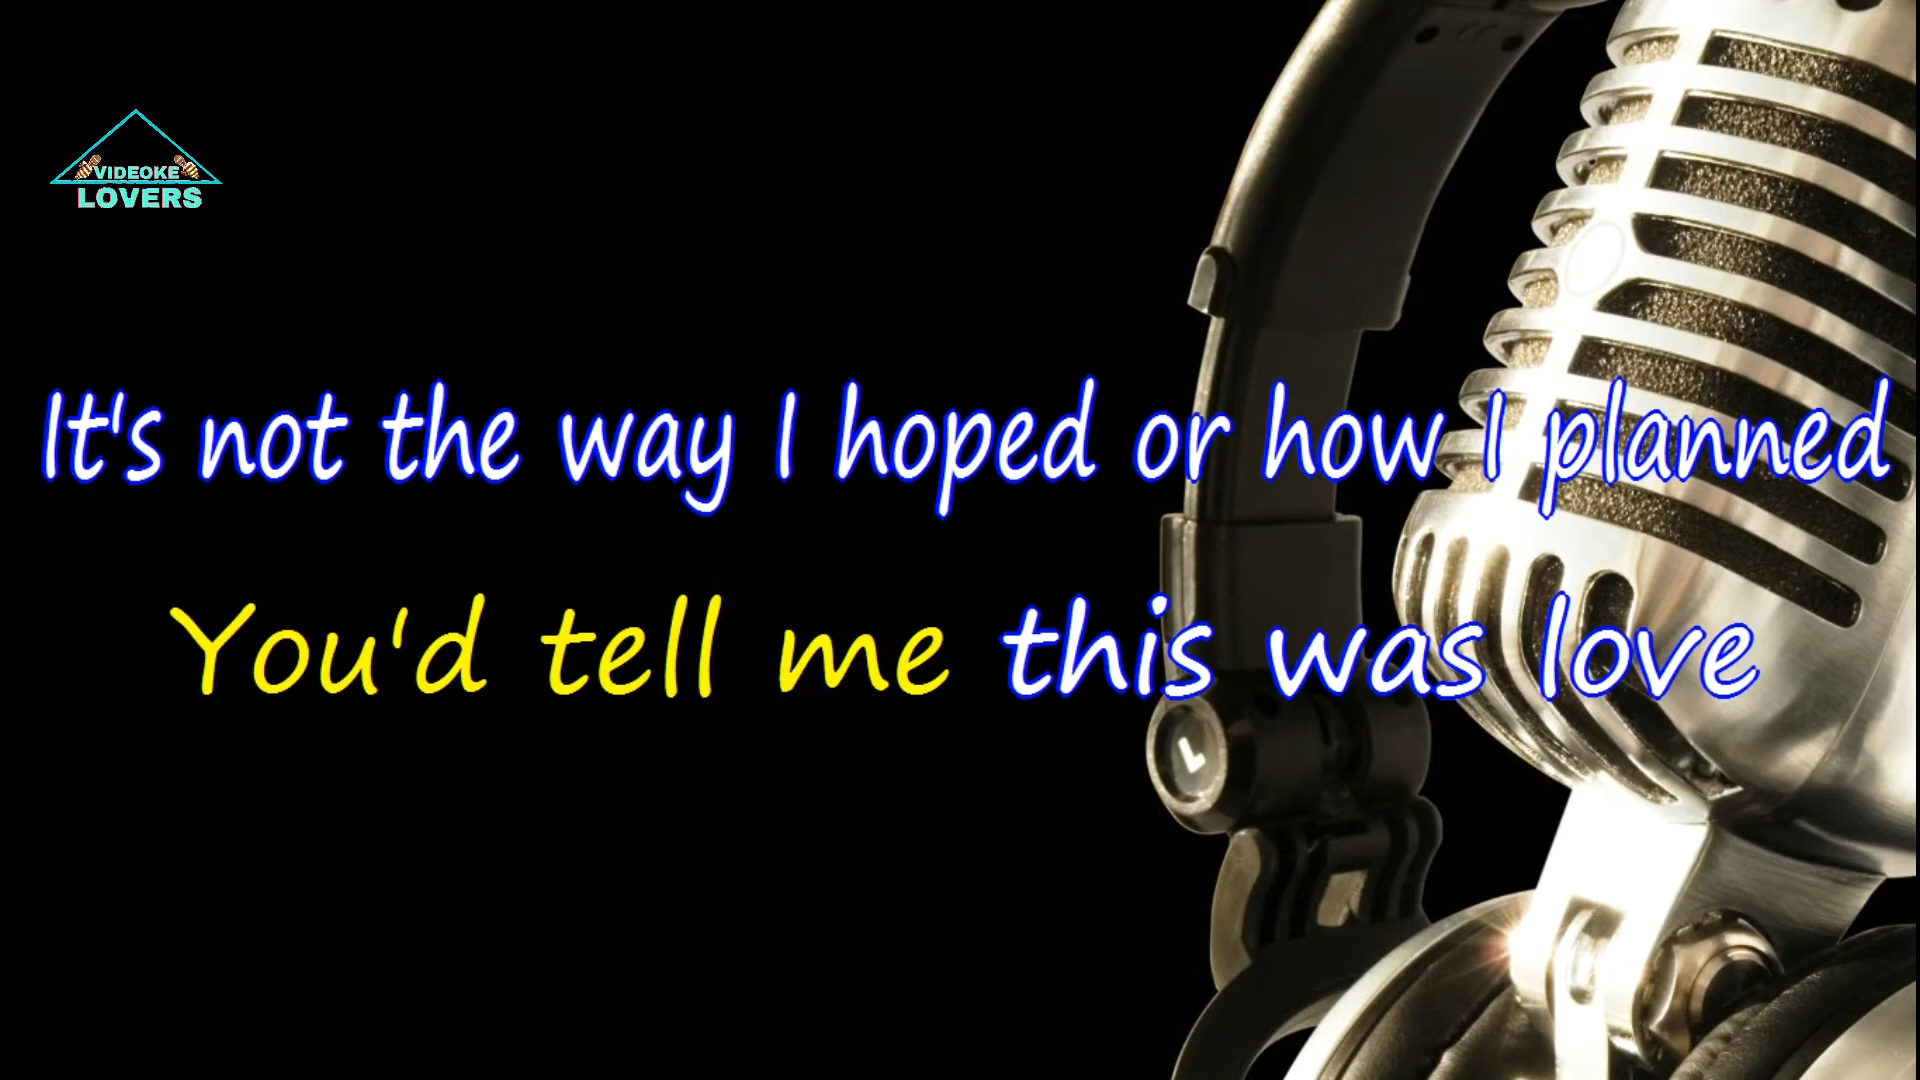 VIDEOKE
LOVERS
It's not the way I hoped or how I planned
You'd tell me this was love
L